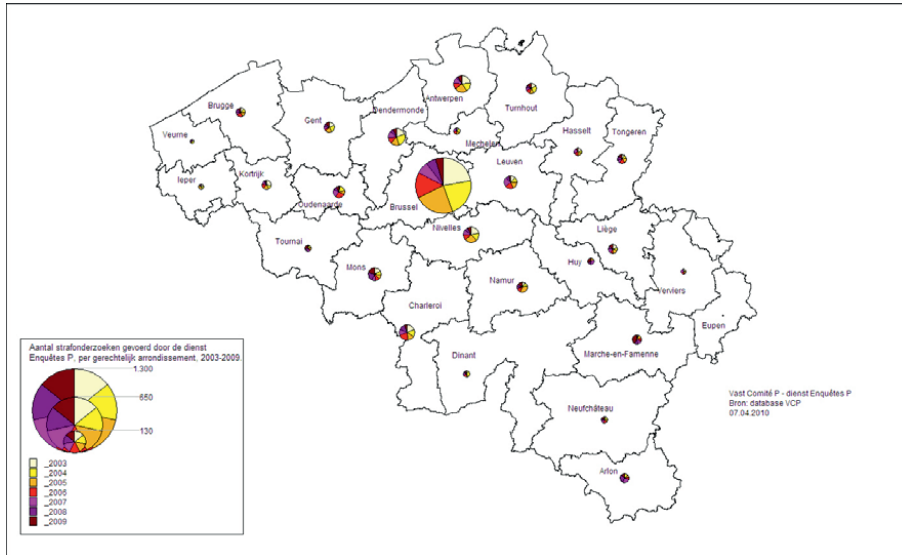 Antwerpen
Turnhout
Brugge
Dendermonde
Gent
Veurne
Mechelen
Hasselt
Tongeren
Leuven
Ieper
Kortrijk
Oudenaarde
Brussel
Nivelles
Tournai
Liège
Mons
Huy
Namur
Verviers
Charleroi
Eupen
Dinant
Marche-en-Famenne
Neufchâteau
Arlon
Aantal strafonderzoeken gevoerd door de dienst
Enquêtes P, per gerechtelijk arrondissement, 2003-2009.
1.300
650
130
_2003
_2004
_2005
_2006
_2007
_2008
_2009
Vast Comité P - dienst Enquêtes P
Bron: database VCP
07.04.2010